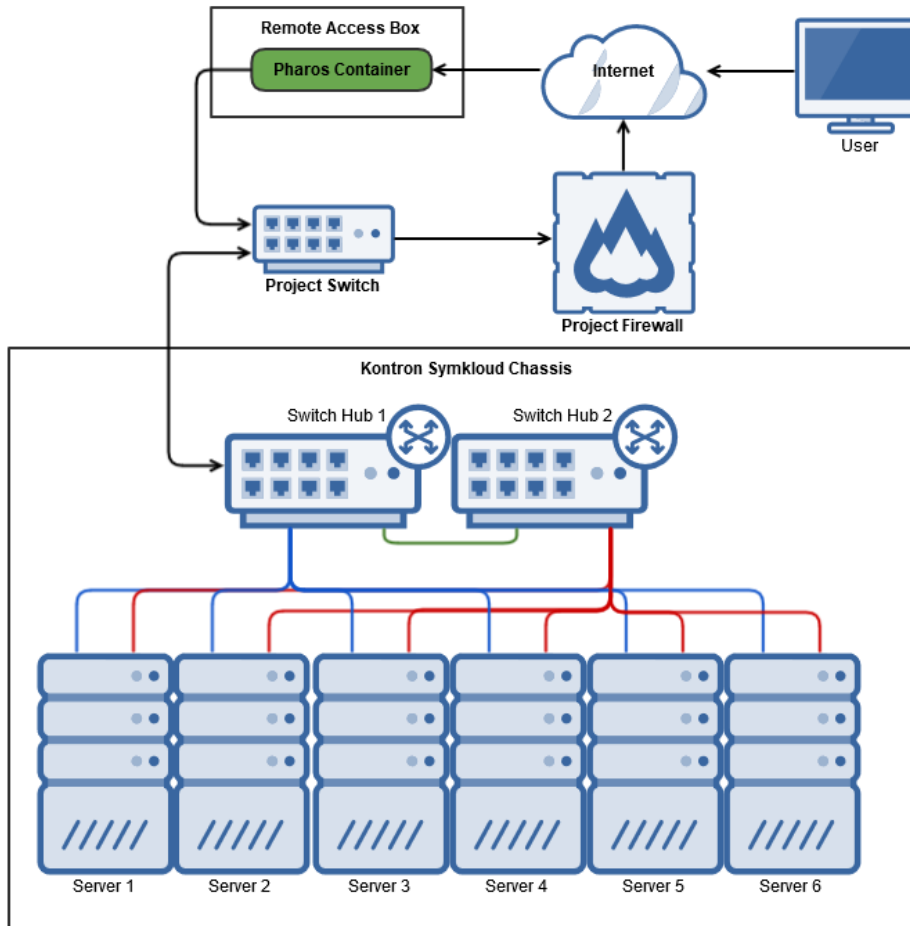 Remote Access Box
Pharos Container
Internet
User
Project Switch
Project Firewall
Kontron Symkloud Chassis
Switch Hub 1
Switch Hub 2
Server 1
Server 2
Server 3
Server 4
Server 5
Server 6